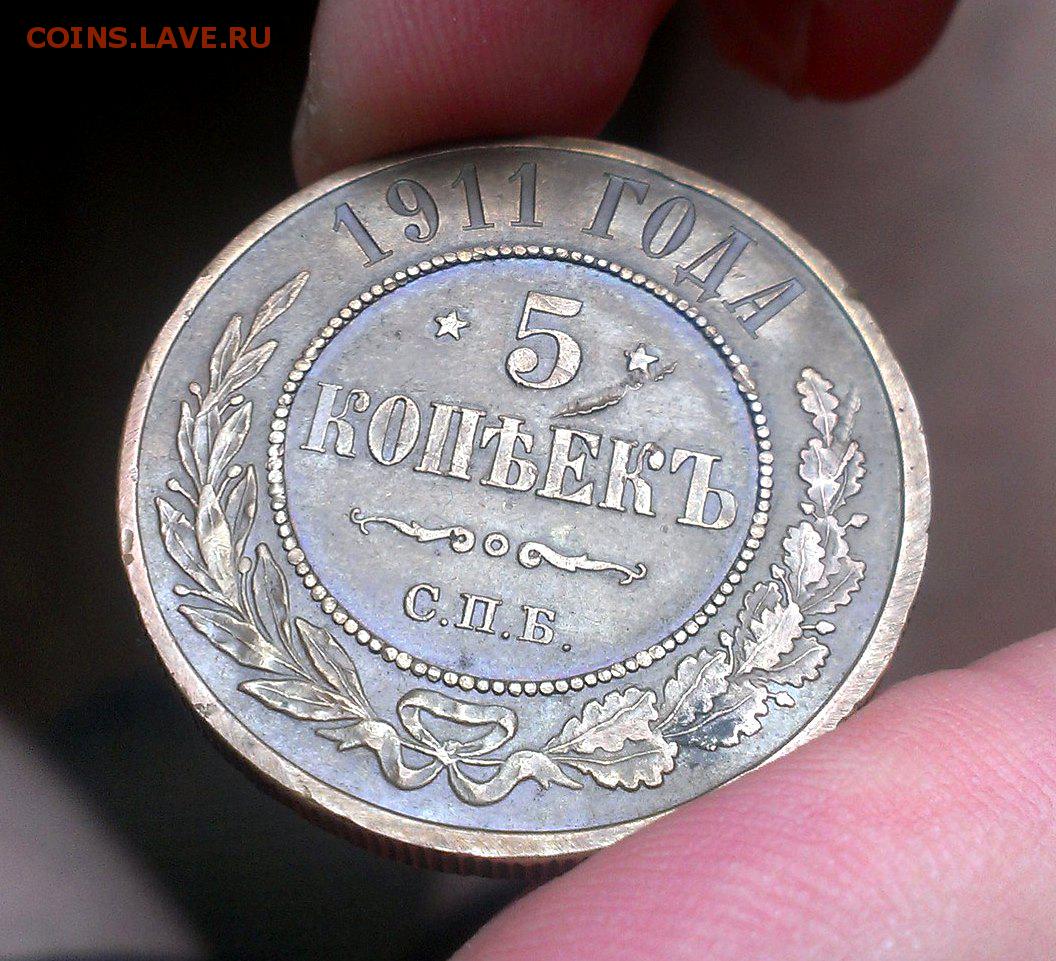 COINS.LAVE.RU
1911 ГОДА
5
КОПѢЕКЪ
С.П.Б.